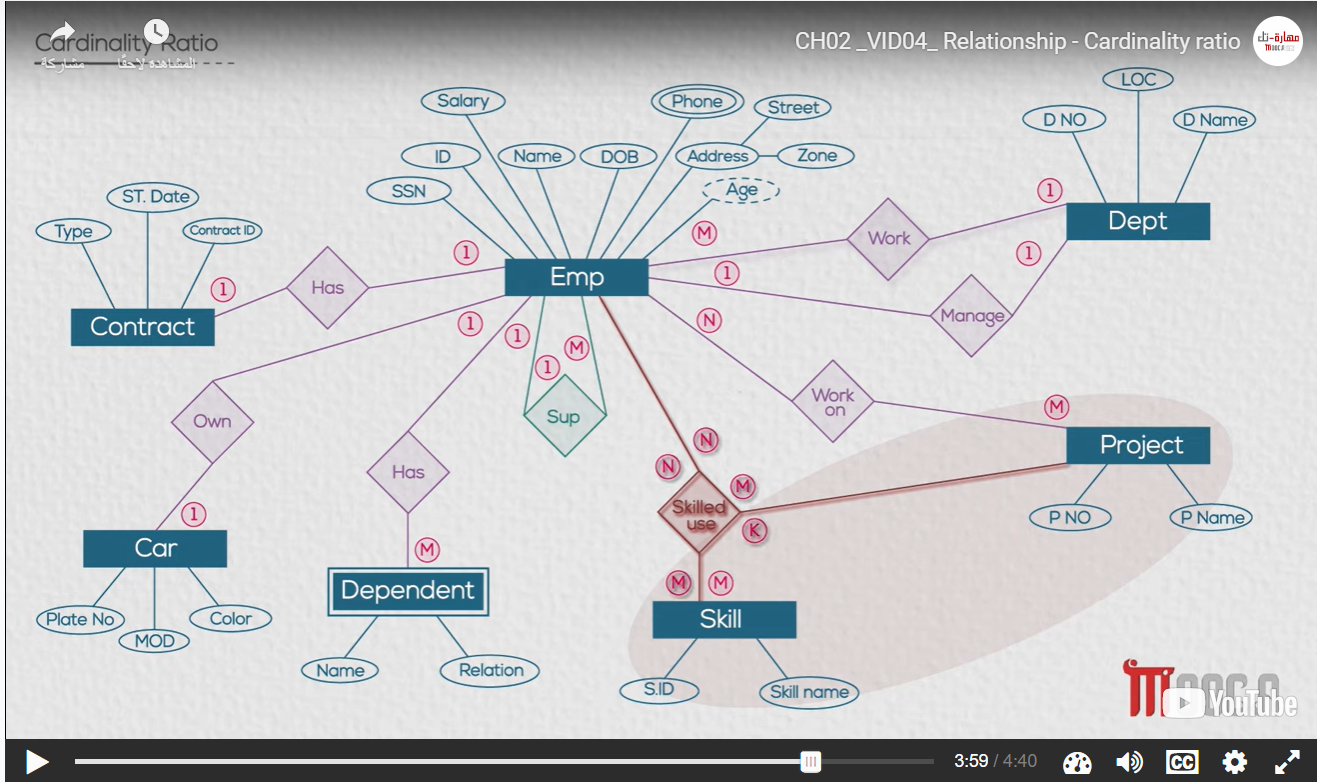 Cardinality Ratio
مشاركة
المشاهدة لاحقًا
CH02 _VID04_ Relationship - Cardinality ratio
مهارة-تك
LOC
D NO
D Name
Dept
Salary
Phone
Street
ID
Name
DOB
Address
Zone
SSN
Age
ST. Date
Type
Contract ID
Contract
1
Has
1
Emp
M
Work
1
1
Manage
1
1
Own
1
Car
Plate No
MOD
Color
1
Has
M
Dependent
Name
Relation
1
M
Sup
N
Work
on
M
Project
P NO
P Name
N
N
M
Skilled
use
K
M
M
Skill
S.ID
Skill name
YouTube
3:59 / 4:40
CC